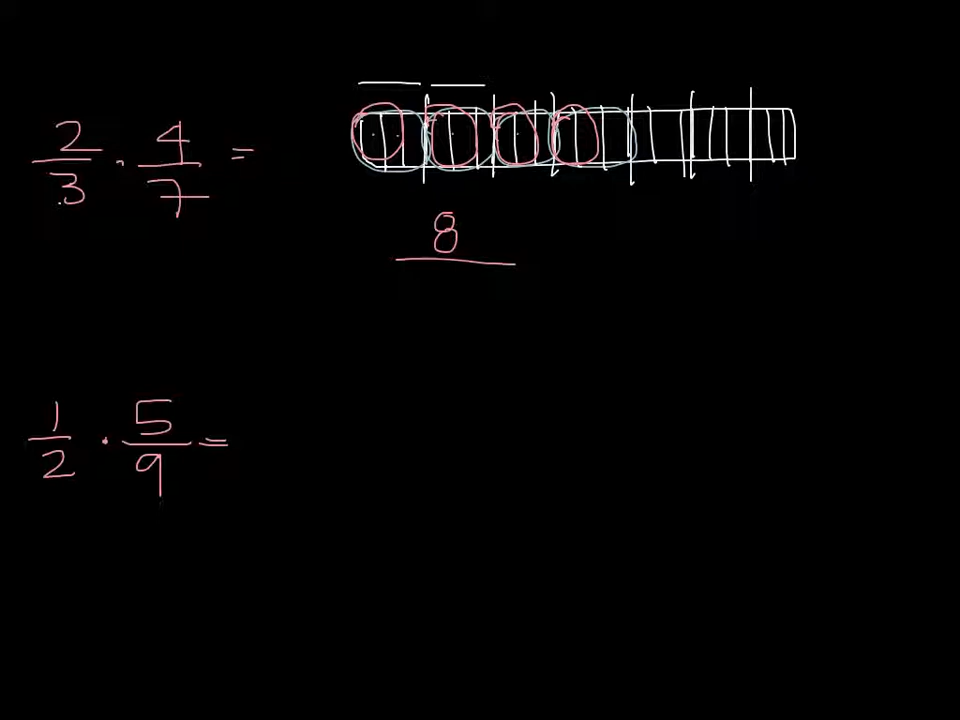 2/3 · 4/7 =
8
1/2 · 5/9 =